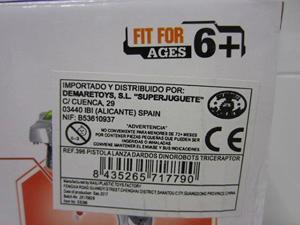 FIT FOR
AGES 6+
IMPORTADO Y DISTRIBUIDO POR:
DEMARETOYS, S.L. "SUPERJUGUETE"
C/ CUENCA, 29
03440 IBI (ALICANTE) SPAIN
NIF: B53610937
"ADVERTENCIA"
NO CONVENIENTE PARA MENORES DE 72+ MESES
POR CONTENER PIEZAS PEQUEÑAS QUE PUEDEN SER
INGERIDAS O INHALADAS
CONVIENE MANTENER EL ENVASE Y SUS INDICACIONES
REF.396 PISTOLA LANZA DARDOS DINOROBOTS TRICERAPTOR
8 435265 717790